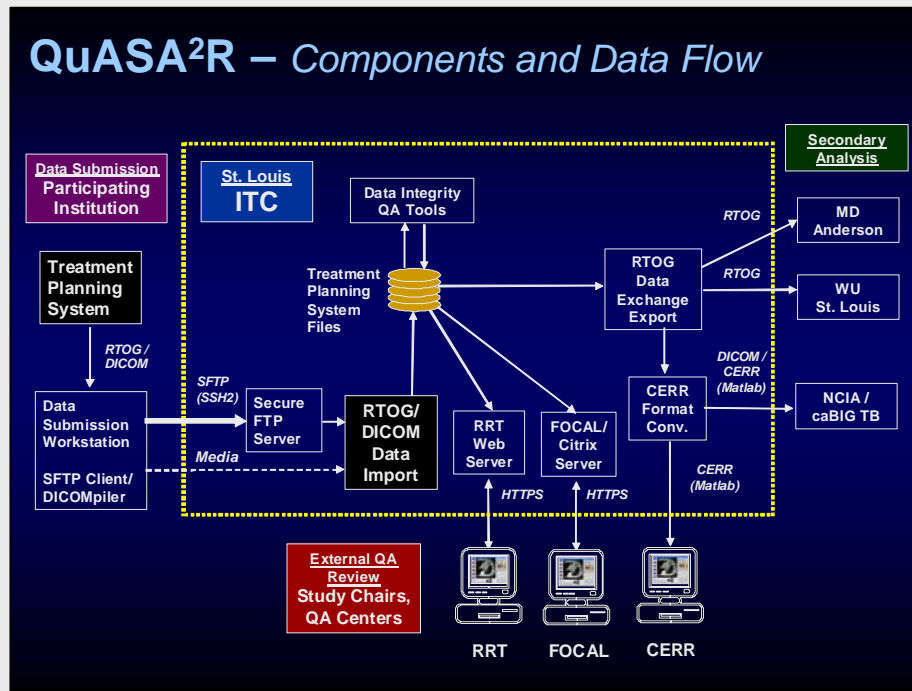 QuASA²R – Components and Data Flow
Data Submission
Participating
Institution
St. Louis
ITC
Secondary
Analysis
Data Integrity
QA Tools
Treatment
Planning
System
Treatment
Planning
System
Files
RTOG
Data
Exchange
Export
RTOG
MD
Anderson
RTOG
WU
St. Louis
RTOG /
DICOM
Data
Submission
Workstation
SFTP Client/
DICOMpiler
SFTP
(SSH2)
Media
Secure
FTP
Server
RTOG/
DICOM
Data
Import
RRT
Web
Server
FOCAL/
Citrix
Server
CERR
Format
Conv.
DICOM /
CERR
(Matlab)
NCIA /
caBIG TB
HTTPS
HTTPS
CERR
(Matlab)
External QA
Review
Study Chairs,
QA Centers
RRT
FOCAL
CERR